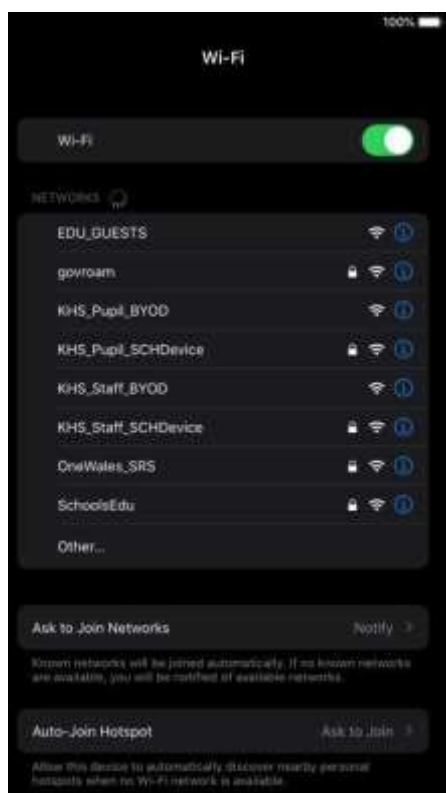 100%
Wi-Fi
Wi-Fi
NETWORKS
EDU_GUESTS
govroam
KHS_Pupil_BYOD
KHS_Pupil_SCHDevice
KHS_Staff_BYOD
KHS_Staff_SCHDevice
OneWales_SRS
SchoolsEdu
Other...
Ask to Join Networks Notify
Known networks will be joined automatically. If no known networks
are available, you will be notified of available networks.
Auto-Join Hotspot Ask to Join
Allow this device to automatically discover nearby personal
hotspots when no Wi-Fi network is available.